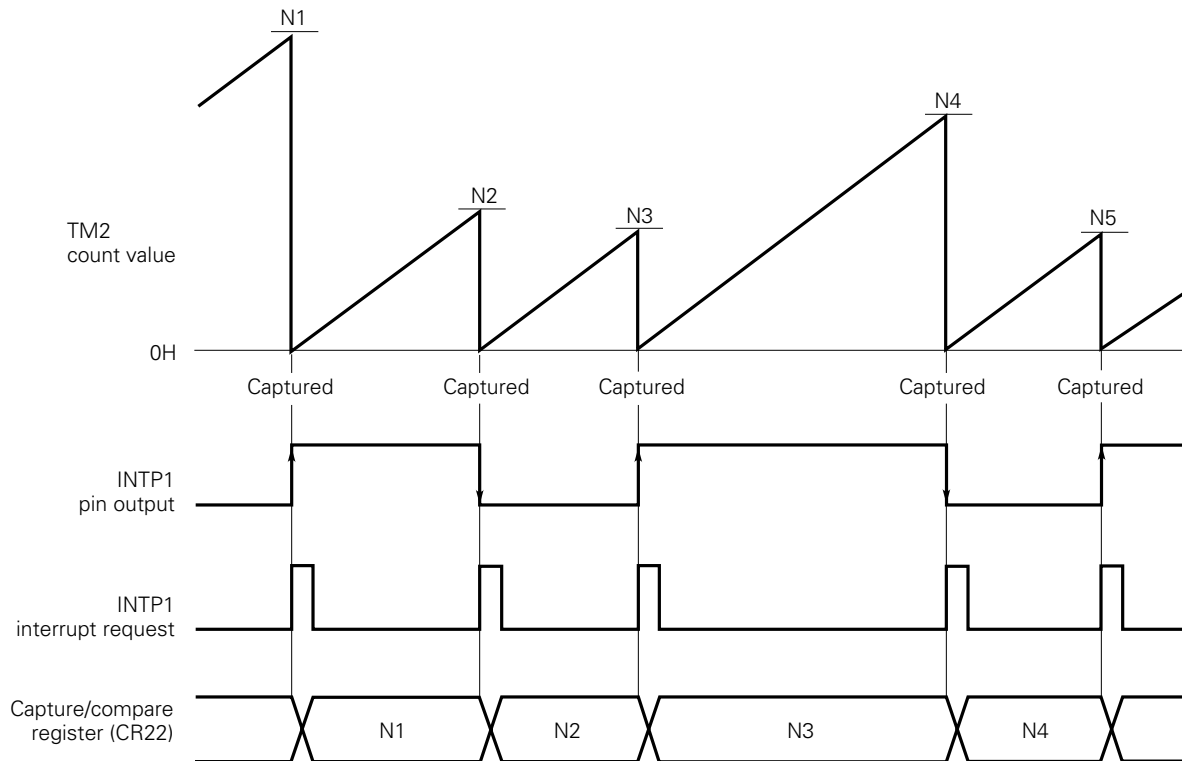 N1
N4
N2
N3
N5
TM2
count value
0H
Captured Captured Captured Captured Captured
INTP1
pin output
INTP1
interrupt request
Capture/compare
register (CR22)
N1 N2 N3 N4